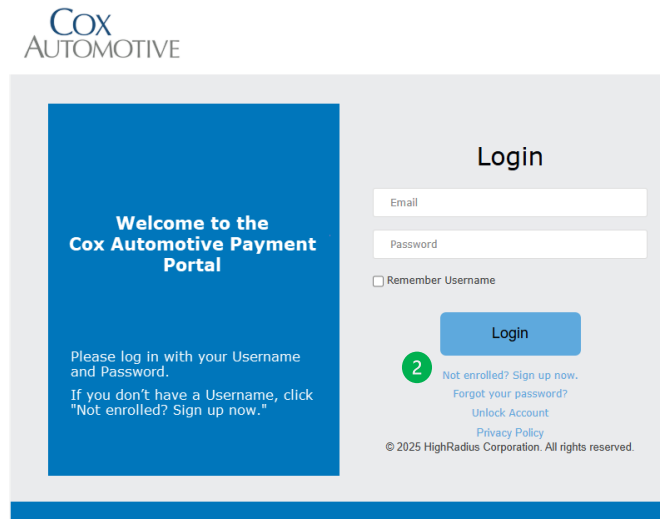 COX
AUTOMOTIVE
Welcome to the
Cox Automotive Payment
Portal
Please log in with your Username
and Password.
If you don't have a Username, click
"Not enrolled? Sign up now."
Login
Email
Password
Remember Username
Login
2
Not enrolled? Sign up now.
Forgot your password?
Unlock Account
Privacy Policy
© 2025 HighRadius Corporation. All rights reserved.